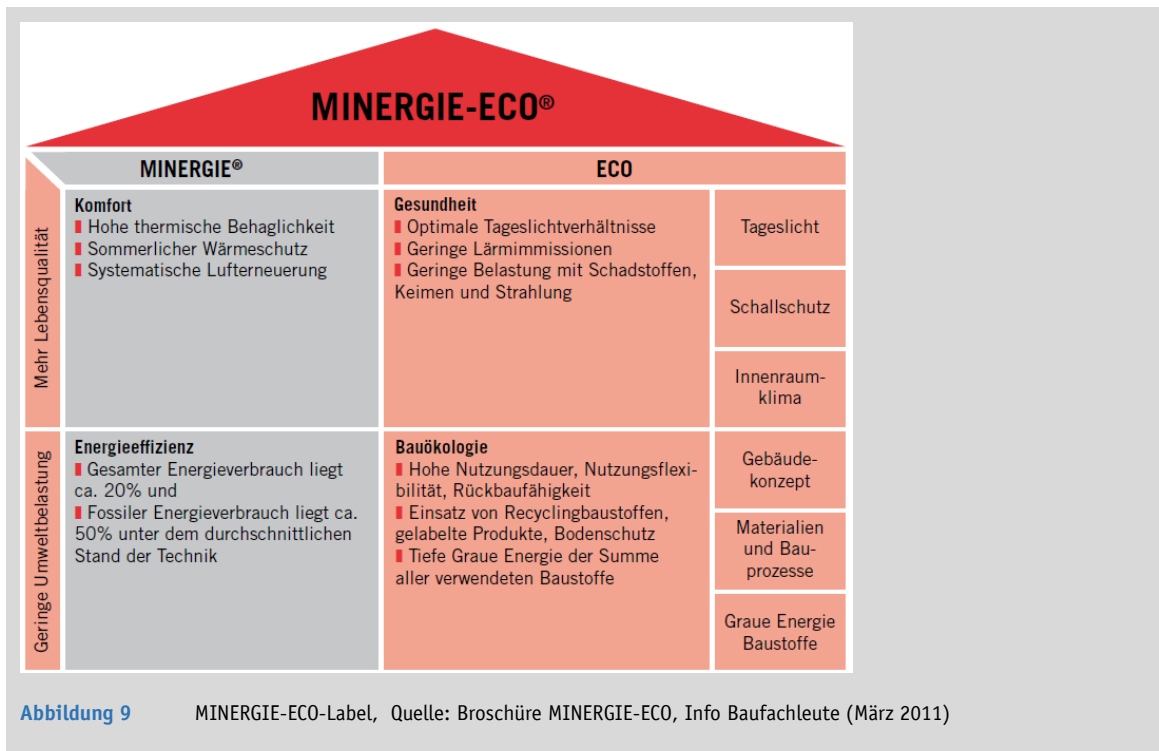 MINERGIE-ECO®
MINERGIE®
ECO
Mehr Lebensqualität
Komfort
Hohe thermische Behaglichkeit
Sommerlicher Wärmeschutz
Systematische Lufterneuerung
Gesundheit
Optimale Tageslichtverhältnisse
Geringe Lärmimmissionen
Geringe Belastung mit Schadstoffen,
Keimen und Strahlung
Tageslicht
Schallschutz
Innenraum-
klima
Geringe Umweltbelastung
Energieeffizienz
Gesamter Energieverbrauch liegt
ca. 20% und
Fossiler Energieverbrauch liegt ca.
50% unter dem durchschnittlichen
Stand der Technik
Bauökologie
Hohe Nutzungsdauer, Nutzungsflexi-
bilität, Rückbaufähigkeit
Einsatz von Recyclingbaustoffen,
gelabelte Produkte, Bodenschutz
Tiefe Graue Energie der Summe
aller verwendeten Baustoffe
Gebäude-
konzept
Materialien
und Bau-
prozesse
Graue Energie
Baustoffe
Abbildung 9 MINERGIE-ECO-Label, Quelle: Broschüre MINERGIE-ECO, Info Baufachleute (März 2011)